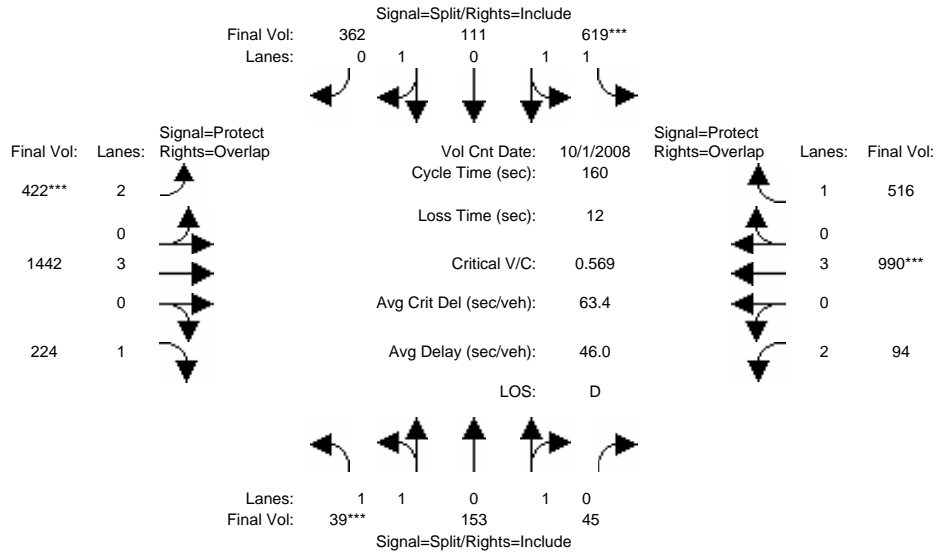 Signal=Split/Rights=Include
Final Vol: 362 111 619***
Lanes: 0 1 0 1 1
Signal=Protect Signal=Protect
Final Vol: Lanes: Rights=Overlap Vol Cnt Date: 10/1/2008 Rights=Overlap Lanes: Final Vol:
Cycle Time (sec): 160
422*** 2 1 516
Loss Time (sec): 12
0 0
1442 3 Critical V/C: 0.569 3 990***
0 Avg Crit Del (sec/veh): 63.4 0
224 1 Avg Delay (sec/veh): 46.0 2 94
LOS: D
Lanes: 1 1 0 1 0
Final Vol: 39*** 153 45
Signal=Split/Rights=Include